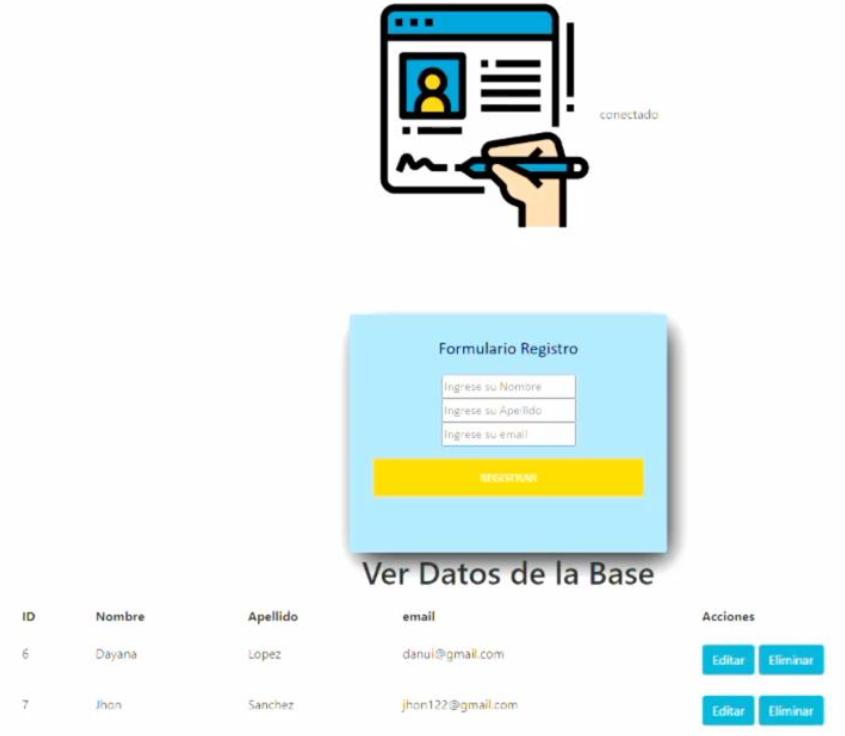 conectado
Formulario Registro
Ingrese su Nombre
Ingrese su Apellido
Ingrese su email
REGISTRAR
Ver Datos de la Base
ID Nombre Apellido email Acciones
6 Dayana Lopez danui@gmail.com Editar Eliminar
7 Jhon Sanchez jhon122@gmail.com Editar Eliminar